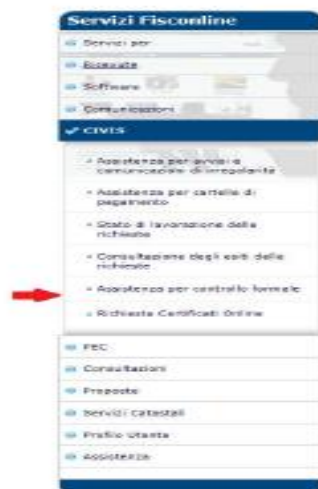 Servizi Fisconline
Servizi per
Ricevute
Software
Comunicazioni
CIVIS
Assistenza per avvisi e
comunicazioni di irregolarità
Assistenza per cartelle di
pagamento
Stato di lavorazione delle
richieste
Consultazione degli esiti delle
richieste
Assistenza per controllo formale
Richiesta Certificati Online
PEC
Consultazioni
Proposte
Servizi Catastali
Profilo Utente
Assistenza